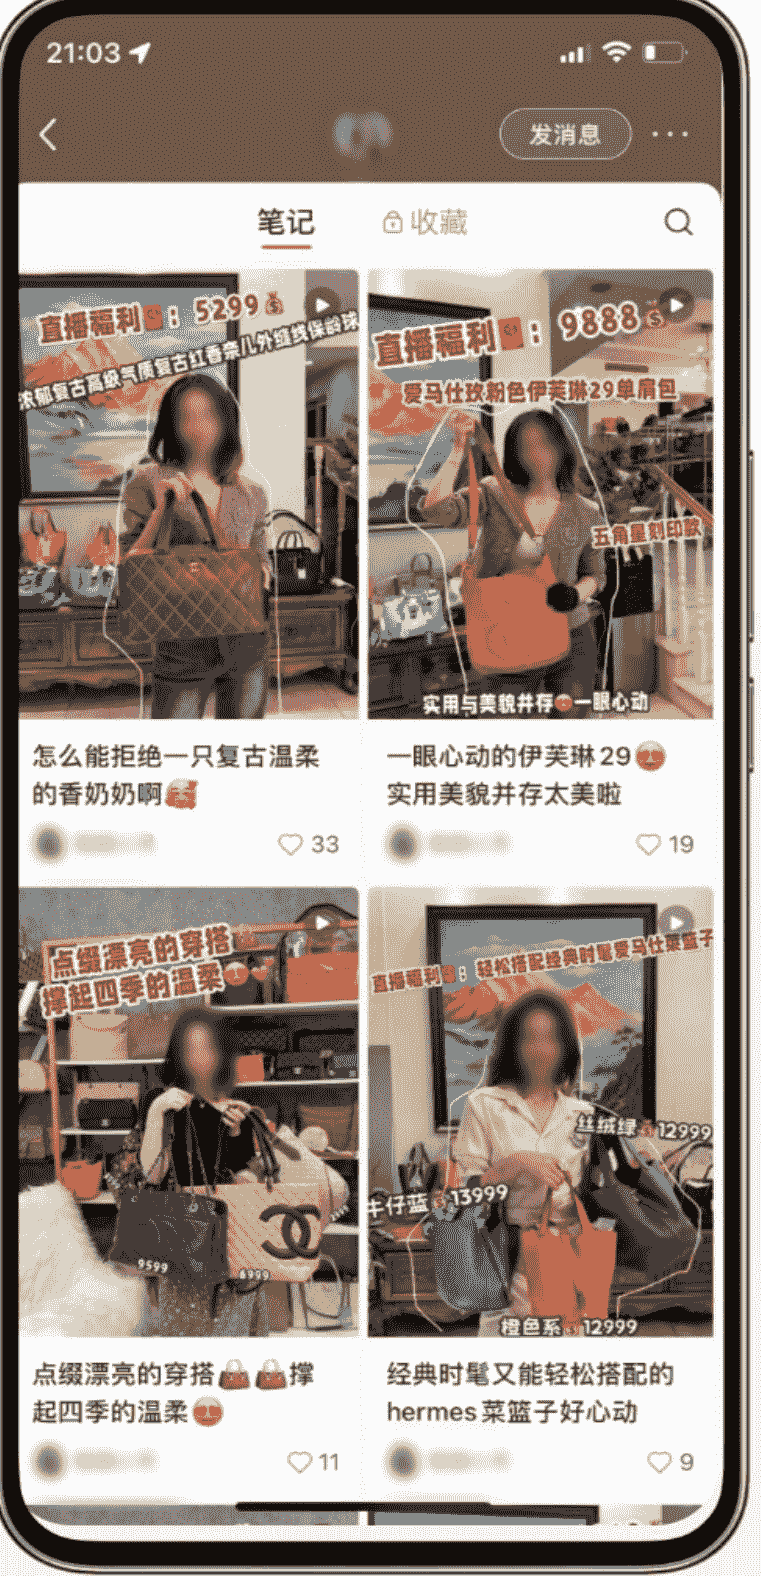 21:03
发消息
笔记
收藏
直播福利: 5299
浓郁复古高级气质复古红香奈儿外缝线保龄球
直播福利: 9888
爱马仕玫粉色伊芙琳29单肩包
五角星刻印款
实用与美貌并存 一眼心动
怎么能拒绝一只复古温柔
的香奶奶啊
33
一眼心动的伊芙琳29
实用美貌并存太美啦
19
点缀漂亮的穿搭
撑起四季的温柔
9599
6999
直播福利: 轻松搭配经典时髦爱马仕菜篮子
丝绒绿 12999
牛仔蓝 13999
橙色系 12999
点缀漂亮的穿搭 撑
起四季的温柔
11
经典时髦又能轻松搭配的
hermes菜篮子好心动
9